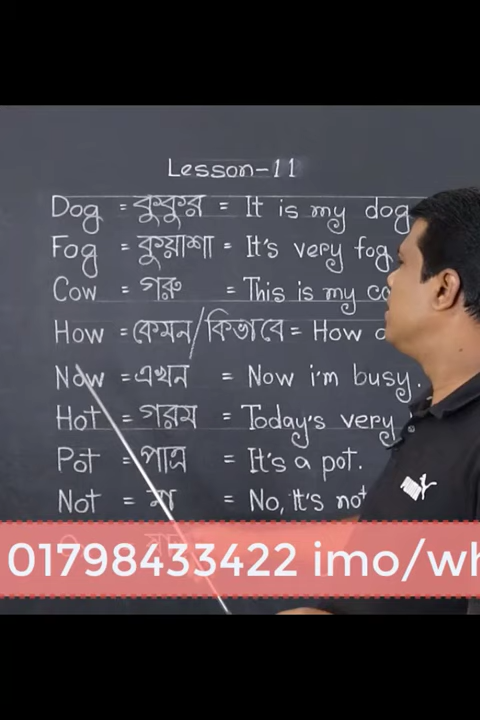 Lesson-11
Dog = কুকুর = It is my dog
Fog = কুয়াশা = It's very fog
Cow = গরু = This is my co
How = কেমন/কিভাবে = How
Now = এখন = Now i'm busy.
Hot = গরম = Today's very
Pot = পাত্র = It's a pot.
Not = না = No, it's not
01798433422 imo/wh